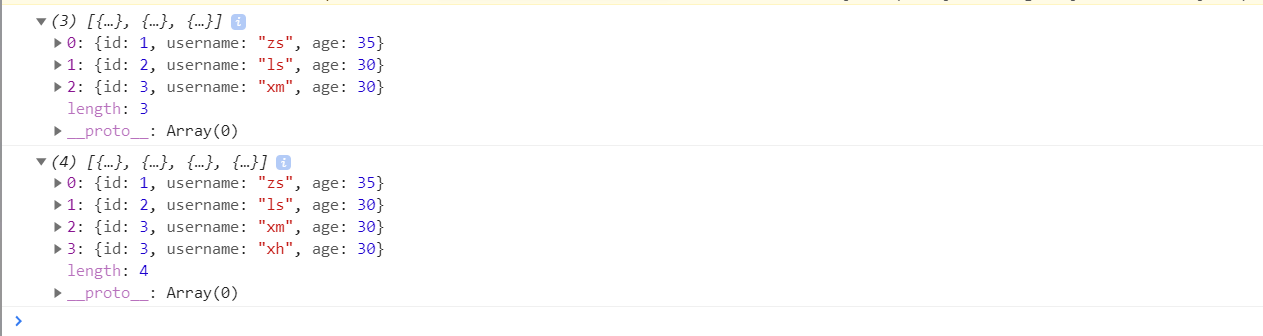 (3) [{…}, {…}, {…}] i
0: {id: 1, username: "zs", age: 35}
1: {id: 2, username: "ls", age: 30}
2: {id: 3, username: "xm", age: 30}
length: 3
__proto__: Array(0)
(4) [{…}, {…}, {…}, {…}] i
0: {id: 1, username: "zs", age: 35}
1: {id: 2, username: "ls", age: 30}
2: {id: 3, username: "xm", age: 30}
3: {id: 3, username: "xh", age: 30}
length: 4
__proto__: Array(0)